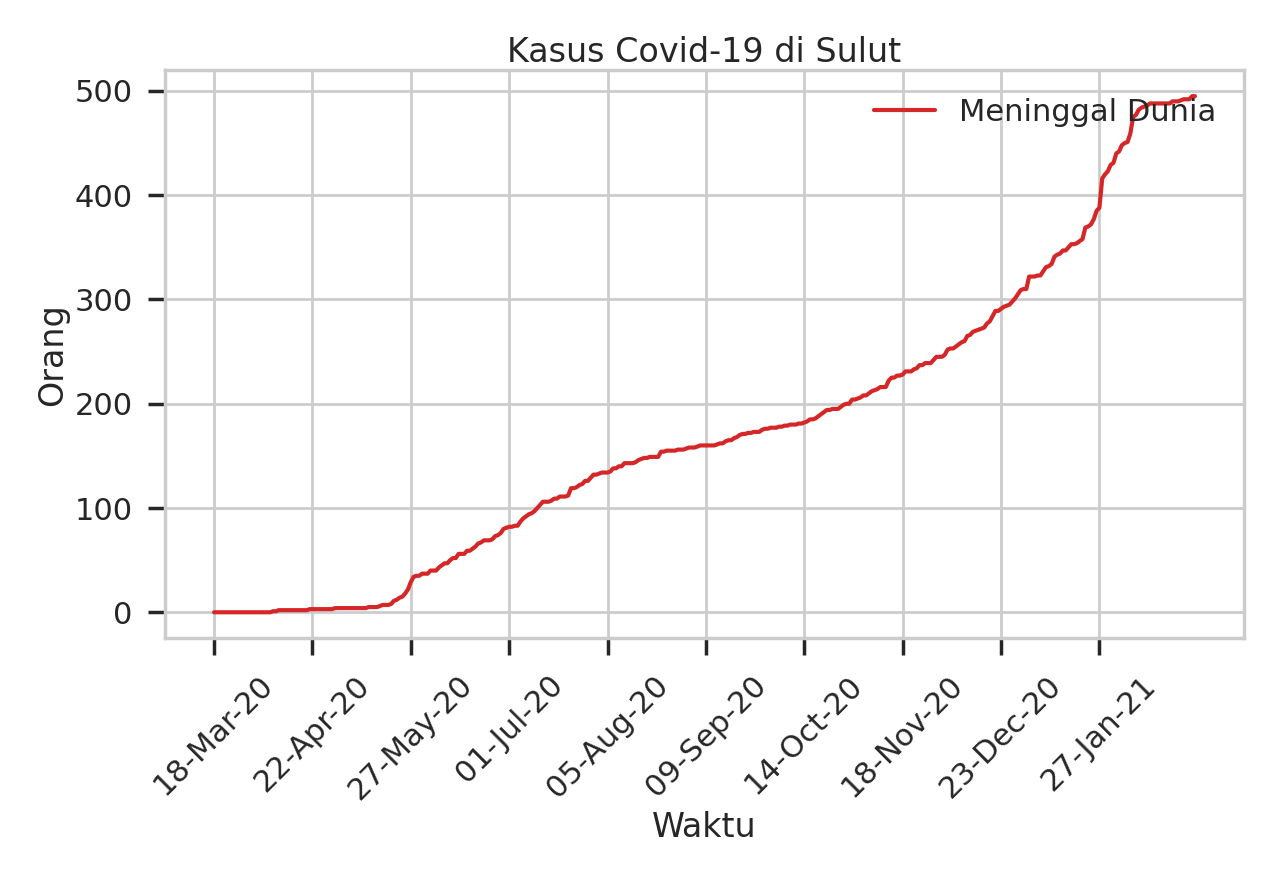 Kasus Covid-19 di Sulut
Meninggal Dunia
Orang
500
400
300
200
100
0
18-Mar-20
22-Apr-20
27-May-20
01-Jul-20
05-Aug-20
09-Sep-20
14-Oct-20
18-Nov-20
23-Dec-20
27-Jan-21
Waktu